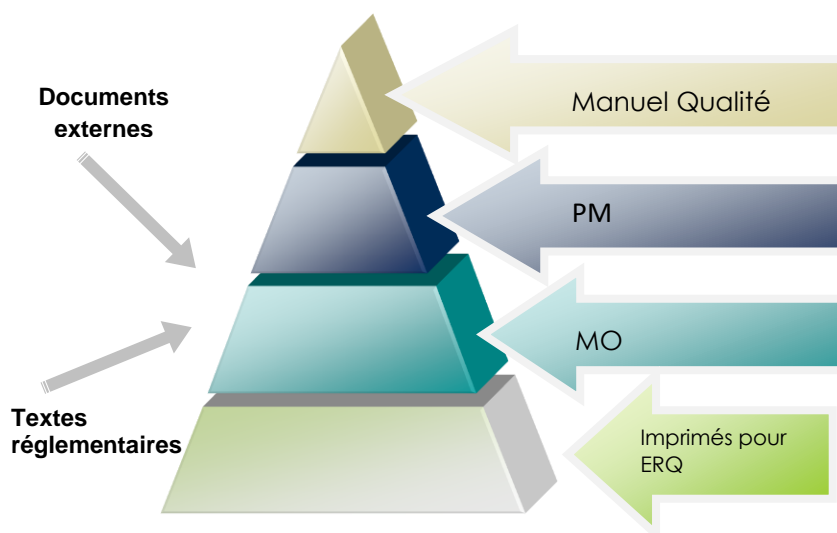 Documents
externes
Manuel Qualité
PM
MO
Textes
réglementaires
Imprimés pour
ERQ